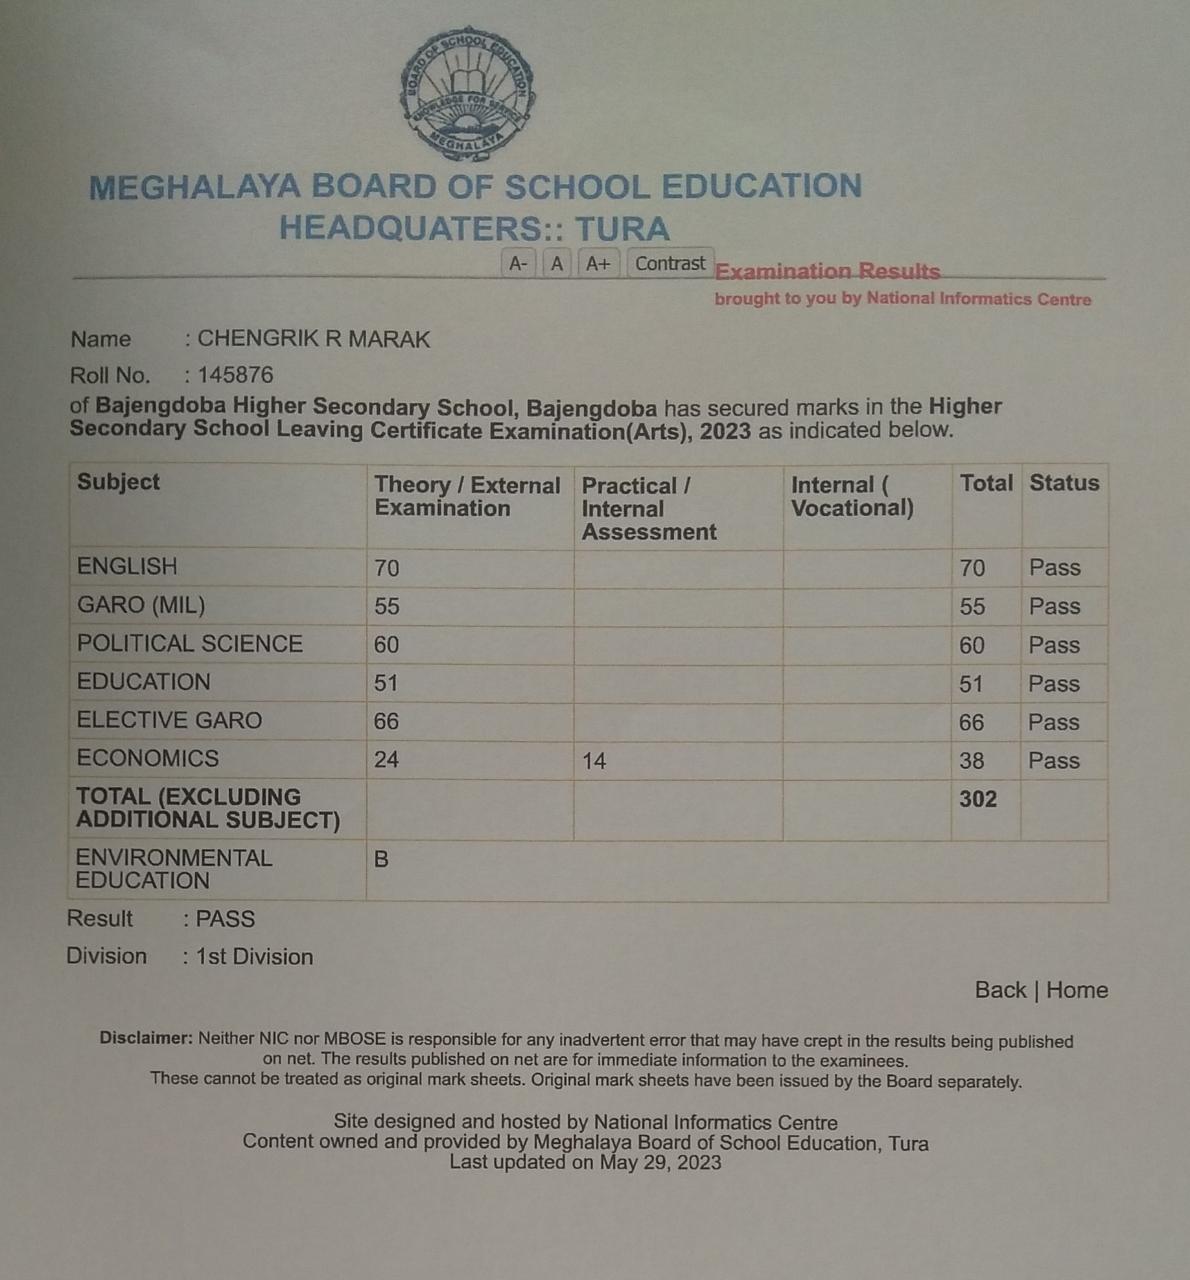 BOARD OF SCHOOL EDUCATION
KNOWLEDGE FOR SERVICE
MEGHALAYA
MEGHALAYA BOARD OF SCHOOL EDUCATION
HEADQUATERS:: TURA
A- A A+ Contrast
Examination Results
brought to you by National Informatics Centre
Name : CHENGRIK R MARAK
Roll No. : 145876
of Bajengdoba Higher Secondary School, Bajengdoba has secured marks in the Higher
Secondary School Leaving Certificate Examination(Arts), 2023 as indicated below.
Subject Theory / External Examination Practical / Internal Assessment Internal ( Vocational) Total Status
ENGLISH 70 70 Pass
GARO (MIL) 55 55 Pass
POLITICAL SCIENCE 60 60 Pass
EDUCATION 51 51 Pass
ELECTIVE GARO 66 66 Pass
ECONOMICS 24 14 38 Pass
TOTAL (EXCLUDING ADDITIONAL SUBJECT) 302
ENVIRONMENTAL EDUCATION B
Result : PASS
Division : 1st Division
Back | Home
Disclaimer: Neither NIC nor MBOSE is responsible for any inadvertent error that may have crept in the results being published
on net. The results published on net are for immediate information to the examinees.
These cannot be treated as original mark sheets. Original mark sheets have been issued by the Board separately.
Site designed and hosted by National Informatics Centre
Content owned and provided by Meghalaya Board of School Education, Tura
Last updated on May 29, 2023